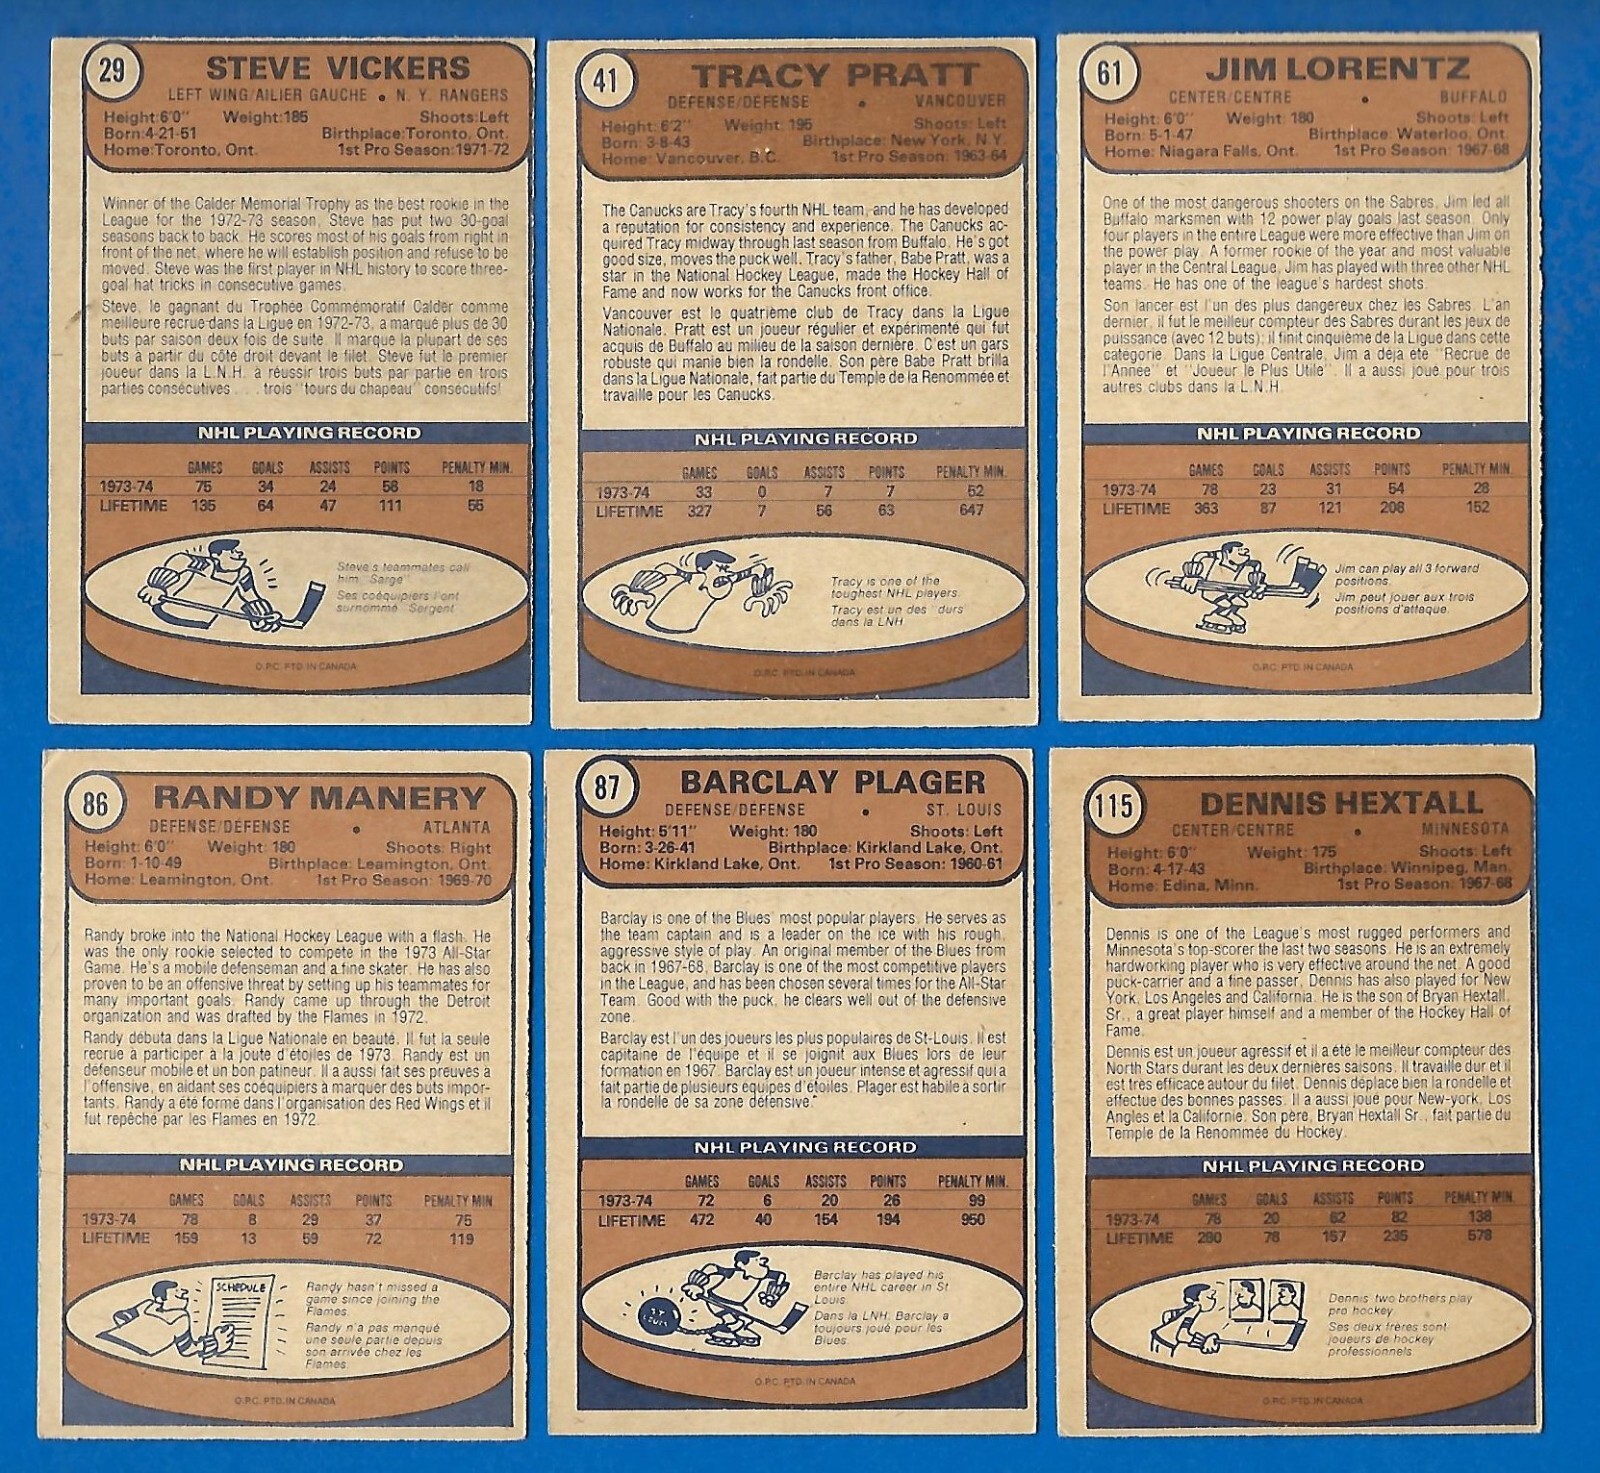 29
STEVE VICKERS
LEFT WING/AILIER GAUCHE • N. Y. RANGERS
Height: 6'0" Weight: 185 Shoots: Left
Born: 4-21-51 Birthplace: Toronto, Ont.
Home: Toronto, Ont. 1st Pro Season: 1971-72
Winner of the Calder Memorial Trophy as the best rookie in the
League for the 1972-73 season, Steve has put two 30-goal
seasons back to back. He scores most of his goals from right in
front of the net, where he will establish position and refuse to be
moved. Steve was the first player in NHL history to score three-
goal hat tricks in consecutive games.
Steve, le gagnant du Trophée Commémoratif Calder comme
meilleure recrue dans la Ligue en 1972-73, a marqué plus de 30
buts par saison deux fois de suite. Il marque la plupart de ses
buts à partir du côté droit devant le filet. Steve fut le premier
joueur dans la L.N.H. à réussir trois buts par partie en trois
parties consécutives . . . trois "tours du chapeau" consécutifs!
NHL PLAYING RECORD
GAMES GOALS ASSISTS POINTS PENALTY MIN.
1973-74 75 34 24 58 18
LIFETIME 135 64 47 111 55
Steve's teammates call
him "Sarge"
Ses coéquipiers l'ont
surnommé "Sergent"
O.P.C. PTD. IN CANADA
41
TRACY PRATT
DEFENSE/DEFENSE • VANCOUVER
Height: 6'2" Weight: 195 Shoots: Left
Born: 3-8-43 Birthplace: New York, N.Y.
Home: Vancouver, B.C. 1st Pro Season: 1963-64
The Canucks are Tracy's fourth NHL team, and he has developed
a reputation for consistency and experience. The Canucks ac-
quired Tracy midway through last season from Buffalo. He's got
good size, moves the puck well. Tracy's father, Babe Pratt, was a
star in the National Hockey League, made the Hockey Hall of
Fame and now works for the Canucks front office.
Vancouver est le quatrième club de Tracy dans la Ligue
Nationale. Pratt est un joueur régulier et expérimenté qui fut
acquis de Buffalo au milieu de la saison dernière. C'est un gars
robuste qui manie bien la rondelle. Son père Babe Pratt brilla
dans la Ligue Nationale, fait partie du Temple de la Renommée et
travaille pour les Canucks.
NHL PLAYING RECORD
GAMES GOALS ASSISTS POINTS PENALTY MIN.
1973-74 33 0 7 7 52
LIFETIME 327 7 56 63 647
Tracy is one of the
toughest NHL players.
Tracy est un des "durs"
dans la LNH.
O.P.C. PTD. IN CANADA
61
JIM LORENTZ
CENTER/CENTRE • BUFFALO
Height: 6'0" Weight: 180 Shoots: Left
Born: 5-1-47 Birthplace: Waterloo, Ont.
Home: Niagara Falls, Ont. 1st Pro Season: 1967-68
One of the most dangerous shooters on the Sabres, Jim led all
Buffalo marksmen with 12 power play goals last season. Only
four players in the entire League were more effective than Jim on
the power play. A former rookie of the year and most valuable
player in the Central League, Jim has played with three other NHL
teams. He has one of the league's hardest shots.
Son lancer est l'un des plus dangereux chez les Sabres. L'an
dernier, il fut le meilleur compteur des Sabres durant les jeux de
puissance (avec 12 buts); il finit cinquième de la Ligue dans cette
catégorie. Dans la Ligue Centrale, Jim a déjà été "Recrue de
l'Année" et "Joueur le Plus Utile". Il a aussi joué pour trois
autres clubs dans la L.N.H.
NHL PLAYING RECORD
GAMES GOALS ASSISTS POINTS PENALTY MIN.
1973-74 78 23 31 54 28
LIFETIME 363 87 121 208 152
Jim can play all 3 forward
positions.
Jim peut jouer aux trois
positions d'attaque.
O.P.C. PTD. IN CANADA
86
RANDY MANERY
DEFENSE/DEFENSE • ATLANTA
Height: 6'0" Weight: 180 Shoots: Right
Born: 1-10-49 Birthplace: Leamington, Ont.
Home: Leamington, Ont. 1st Pro Season: 1969-70
Randy broke into the National Hockey League with a flash. He
was the only rookie selected to compete in the 1973 All-Star
Game. He's a mobile defenseman and a fine skater. He has also
proven to be an offensive threat by setting up his teammates for
many important goals. Randy came up through the Detroit
organization and was drafted by the Flames in 1972.
Randy débuta dans la Ligue Nationale en beauté. Il fut la seule
recrue à participer à la joute d'étoiles de 1973. Randy est un
défenseur mobile et un bon patineur. Il a aussi fait ses preuves à
l'offensive, en aidant ses coéquipiers à marquer des buts impor-
tants. Randy a été formé dans l'organisation des Red Wings et il
fut repêché par les Flames en 1972.
NHL PLAYING RECORD
GAMES GOALS ASSISTS POINTS PENALTY MIN
1973-74 78 8 29 37 75
LIFETIME 159 13 59 72 119
SCHEDULE
Randy hasn't missed a
game since joining the
Flames.
Randy n'a pas manqué
une seule partie depuis
son arrivée chez les
Flames.
O.P.C. PTD. IN CANADA
87
BARCLAY PLAGER
DEFENSE/DEFENSE • ST. LOUIS
Height: 5'11" Weight: 180 Shoots: Left
Born: 3-26-41 Birthplace: Kirkland Lake, Ont.
Home: Kirkland Lake, Ont. 1st Pro Season: 1960-61
Barclay is one of the Blues' most popular players. He serves as
the team captain and is a leader on the ice with his rough,
aggressive style of play. An original member of the Blues from
back in 1967-68, Barclay is one of the most competitive players
in the League, and has been chosen several times for the All-Star
Team. Good with the puck, he clears well out of the defensive
zone.
Barclay est l'un des joueurs les plus populaires de St-Louis. Il est
capitaine de l'équipe et il se joignit aux Blues lors de leur
formation en 1967. Barclay est un joueur intense et agressif qui a
fait partie de plusieurs équipes d'étoiles. Plager est habile à sortir
la rondelle de sa zone défensive.
NHL PLAYING RECORD
GAMES GOALS ASSISTS POINTS PENALTY MIN.
1973-74 72 6 20 26 99
LIFETIME 472 40 154 194 950
Barclay has played his
entire NHL career in St
Louis.
Dans la LNH, Barclay a
toujours joué pour les
Blues.
O.P.C. PTD. IN CANADA
115
DENNIS HEXTALL
CENTER/CENTRE • MINNESOTA
Height: 6'0" Weight: 175 Shoots: Left
Born: 4-17-43 Birthplace: Winnipeg, Man.
Home: Edina, Minn. 1st Pro Season: 1967-68
Dennis is one of the League's most rugged performers and
Minnesota's top-scorer the last two seasons. He is an extremely
hardworking player who is very effective around the net. A good
puck-carrier and a fine passer, Dennis has also played for New
York, Los Angeles and California. He is the son of Bryan Hextall,
Sr., a great player himself and a member of the Hockey Hall of
Fame.
Dennis est un joueur agressif et il a été le meilleur compteur des
North Stars durant les deux dernières saisons. Il travaille dur et il
est très efficace autour du filet. Dennis déplace bien la rondelle et
effectue des bonnes passes. Il a aussi joué pour New-york, Los
Angles et la Californie. Son père, Bryan Hextall Sr., fait partie du
Temple de la Renommée du Hockey.
NHL PLAYING RECORD
GAMES GOALS ASSISTS POINTS PENALTY MIN.
1973-74 78 20 62 82 138
LIFETIME 280 78 157 235 578
Dennis' two brothers play
pro hockey.
Ses deux frères sont
joueurs de hockey
professionnels.
O.P.C. PTD. IN CANADA